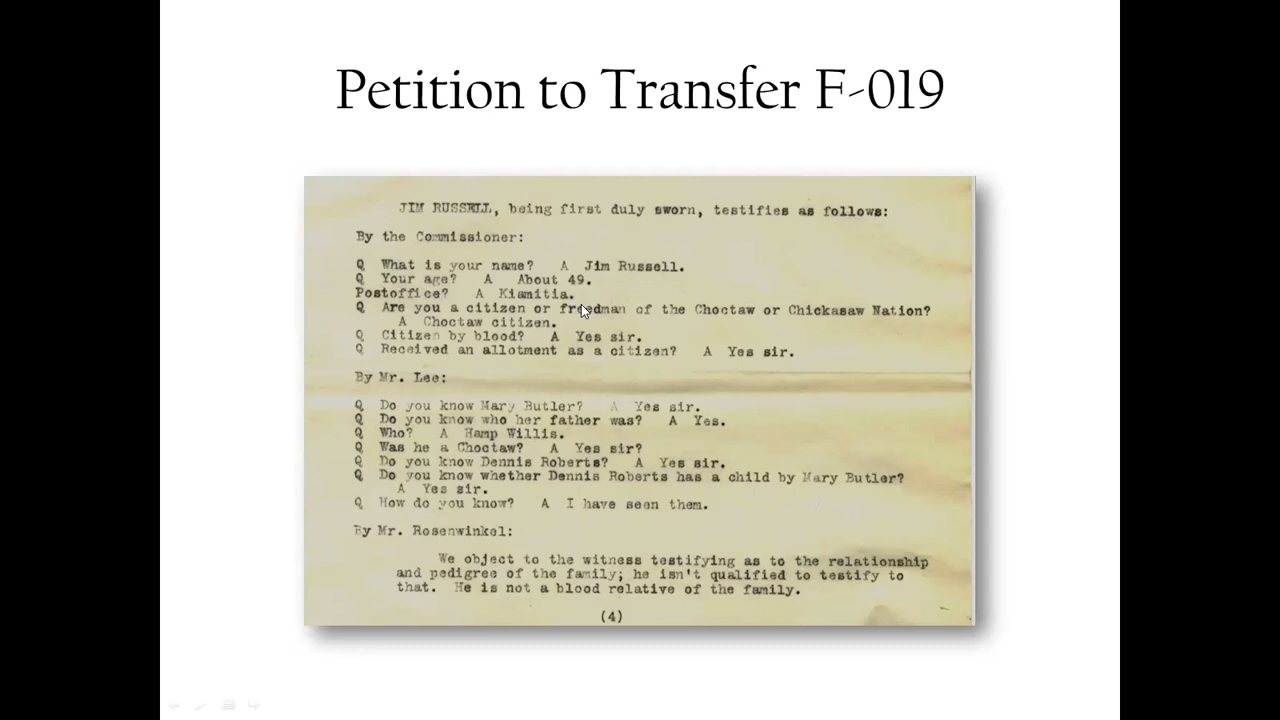 Petition to Transfer F-019
JIM RUSSELL, being first duly sworn, testifies as follows:
By the Commissioner:
Q What is your name? A Jim Russell.
Q Your age? A About 49.
Postoffice? A Kiamitia.
Q Are you a citizen or freedman of the Choctaw or Chickasaw Nation?
A Choctaw citizen.
Q Citizen by blood? A Yes sir.
Q Received an allotment as a citizen? A Yes sir.
By Mr. Lee:
Q Do you know Mary Butler? A Yes sir.
Q Do you know who her father was? A Yes.
Q Who? A Hamp Willis.
Q Was he a Choctaw? A Yes sir?
Q Do you know Dennis Roberts? A Yes sir.
Q Do you know whether Dennis Roberts has a child by Mary Butler?
A Yes sir.
Q How do you know? A I have seen them.
By Mr. Rosenwinkel:
We object to the witness testifying as to the relationship
and pedigree of the family; he isn't qualified to testify to
that. He is not a blood relative of the family.
(4)